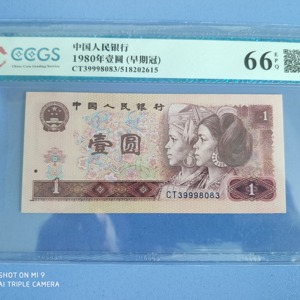 CCGS
中国人民银行
1980年壹圆 (早期冠)
CT39998083/518202615
66 EPQ
中国人民银行
壹圆
1
1
CT39998083
SHOT ON MI 9
AI TRIPLE CAMERA